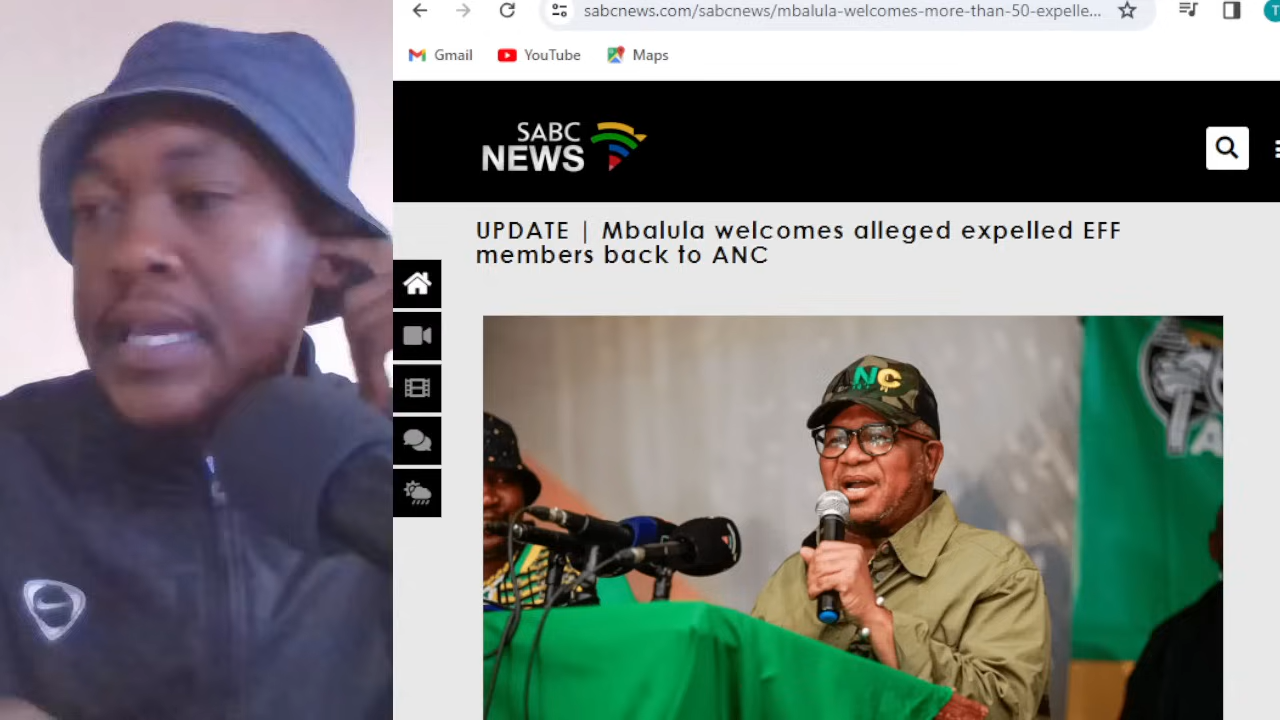 sabcnews.com/sabcnews/mbalula-welcomes-more-than-50-expelle...
T
Gmail
YouTube
Maps
SABC
NEWS
UPDATE | Mbalula welcomes alleged expelled EFF
members back to ANC
NC